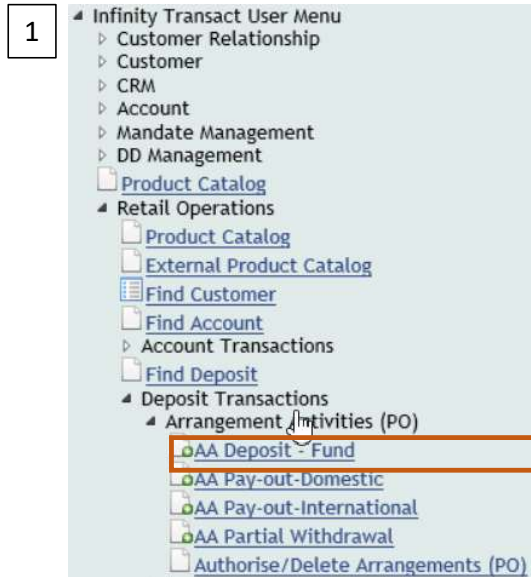 1
Infinity Transact User Menu
Customer Relationship
Customer
CRM
Account
Mandate Management
DD Management
Product Catalog
Retail Operations
Product Catalog
External Product Catalog
Find Customer
Find Account
Account Transactions
Find Deposit
Deposit Transactions
Arrangement Activities (PO)
AA Deposit - Fund
AA Pay-out-Domestic
AA Pay-out-International
AA Partial Withdrawal
Authorise/Delete Arrangements (PO)